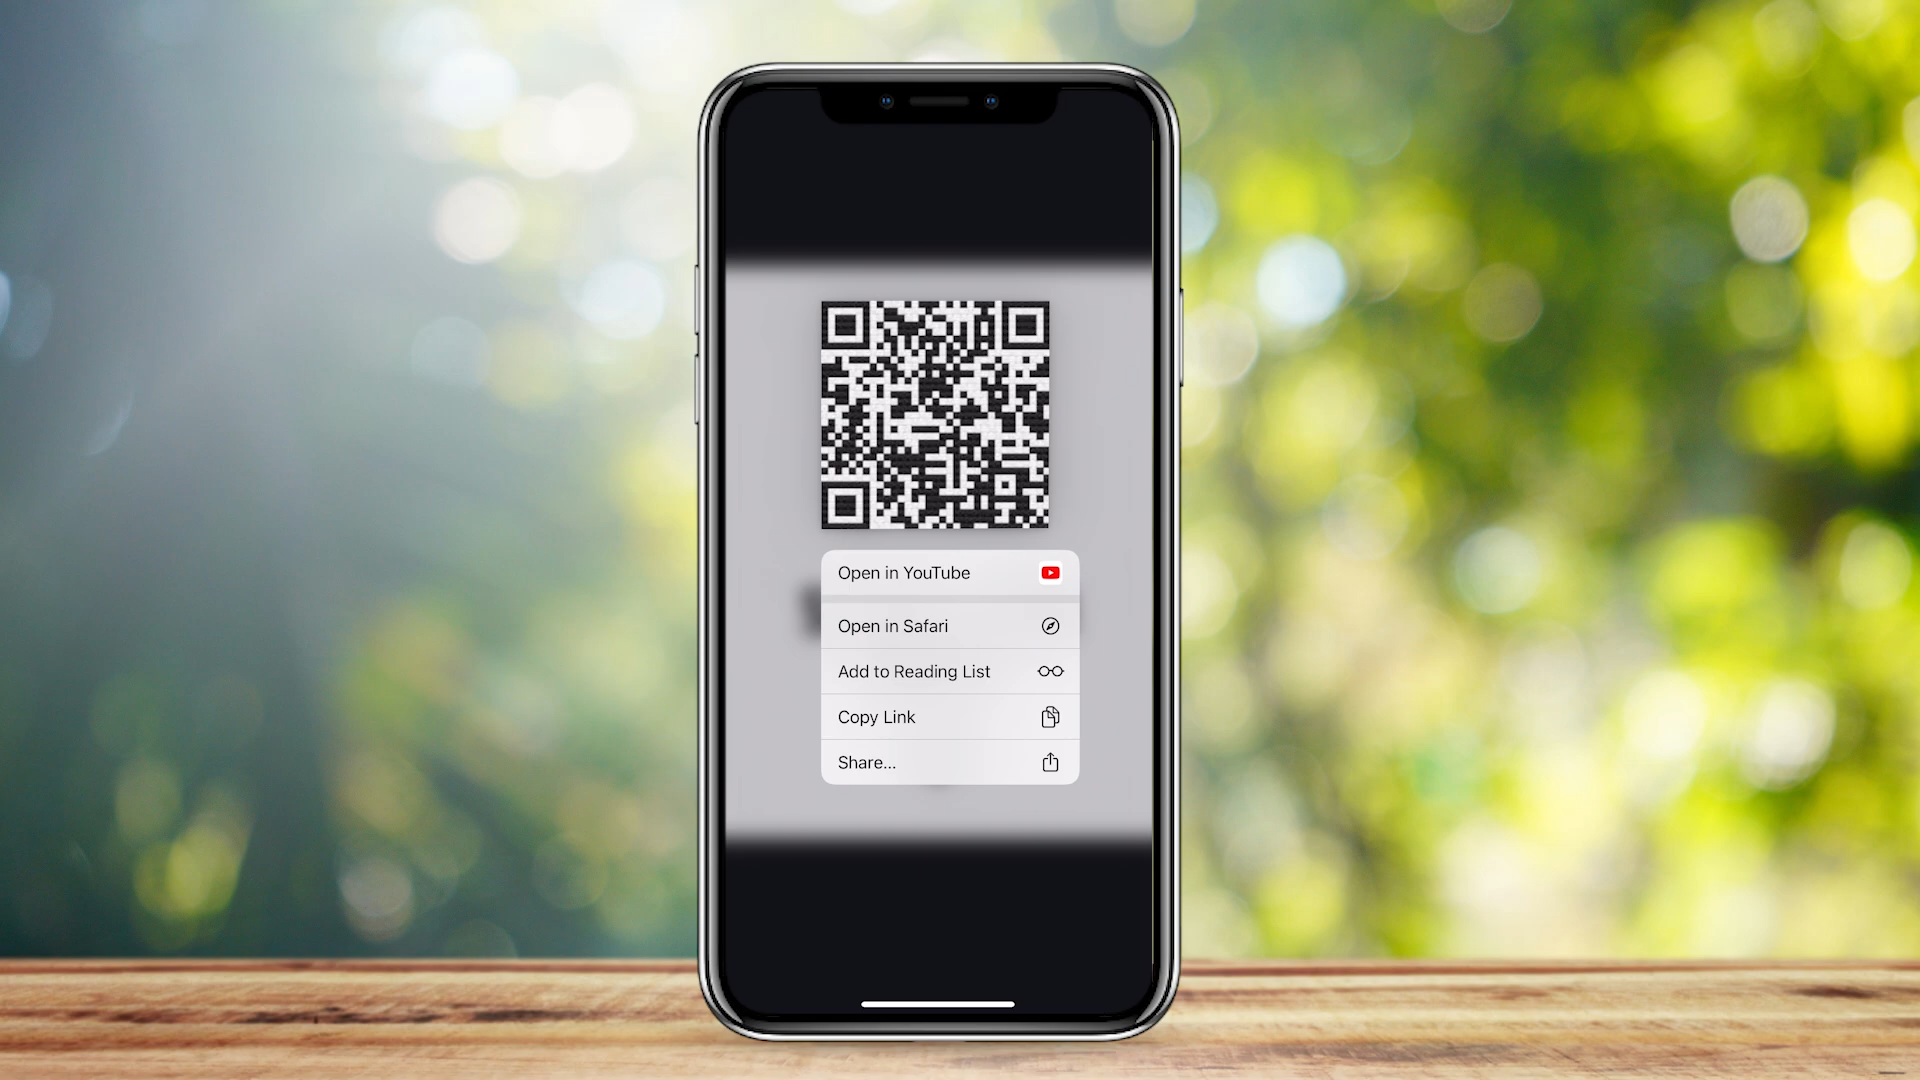 Open in YouTube
Open in Safari
Add to Reading List
Copy Link
Share...